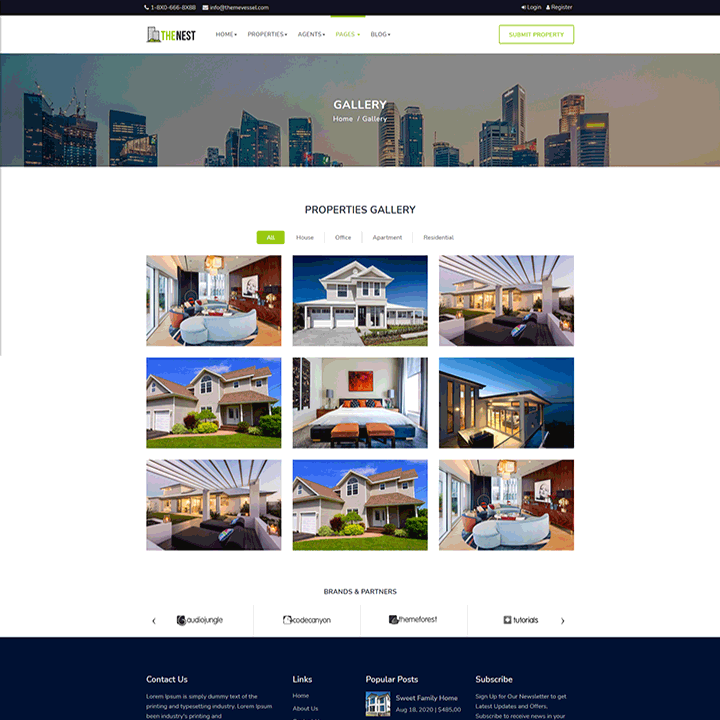 1-8X0-666-8X88 info@themevessel.com Login Register
THENEST HOME PROPERTIES AGENTS PAGES BLOG SUBMIT PROPERTY
GALLERY
Home / Gallery
PROPERTIES GALLERY
All House Office Apartment Residential
BRANDS & PARTNERS
audiojungle codecanyon themeforest tutorials
Contact Us
Lorem Ipsum is simply dummy text of the
printing and typesetting industry. Lorem Ipsum
been industry's printing and
Links
Home
About Us
Popular Posts
Sweet Family Home
Aug 18, 2020 | $485,00
Subscribe
Sign Up for Our Newsletter to get
Latest Updates and Offers.
Subscribe to receive news in your